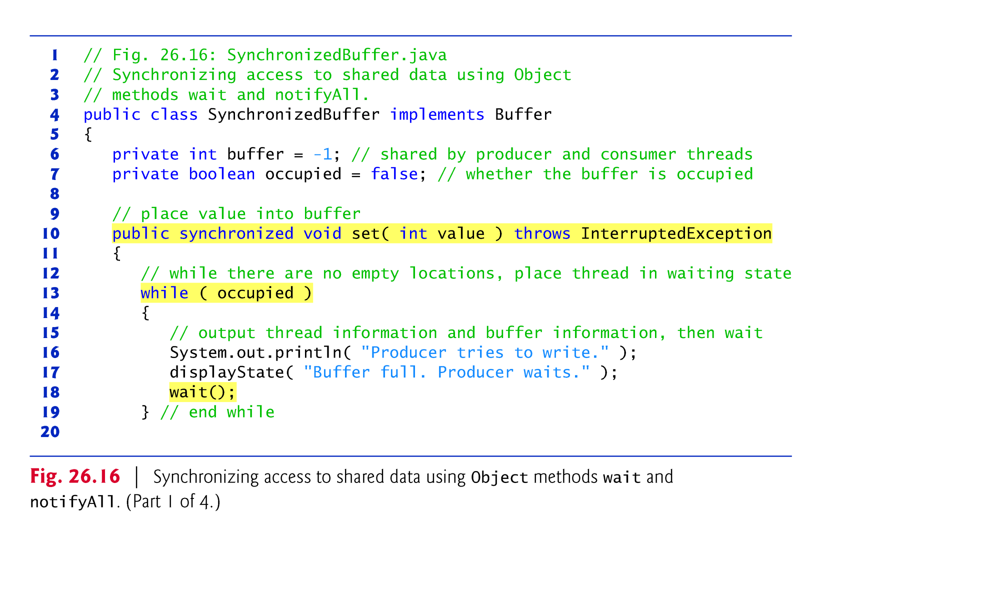 1 // Fig. 26.16: SynchronizedBuffer.java
2 // Synchronizing access to shared data using Object
3 // methods wait and notifyAll.
4 public class SynchronizedBuffer implements Buffer
5 {
6    private int buffer = -1; // shared by producer and consumer threads
7    private boolean occupied = false; // whether the buffer is occupied
8
9    // place value into buffer
10    public synchronized void set( int value ) throws InterruptedException
11    {
12       // while there are no empty locations, place thread in waiting state
13       while ( occupied )
14       {
15          // output thread information and buffer information, then wait
16          System.out.println( "Producer tries to write." );
17          displayState( "Buffer full. Producer waits." );
18          wait();
19       } // end while
20
Fig. 26.16 | Synchronizing access to shared data using Object methods wait and
notifyAll. (Part 1 of 4.)